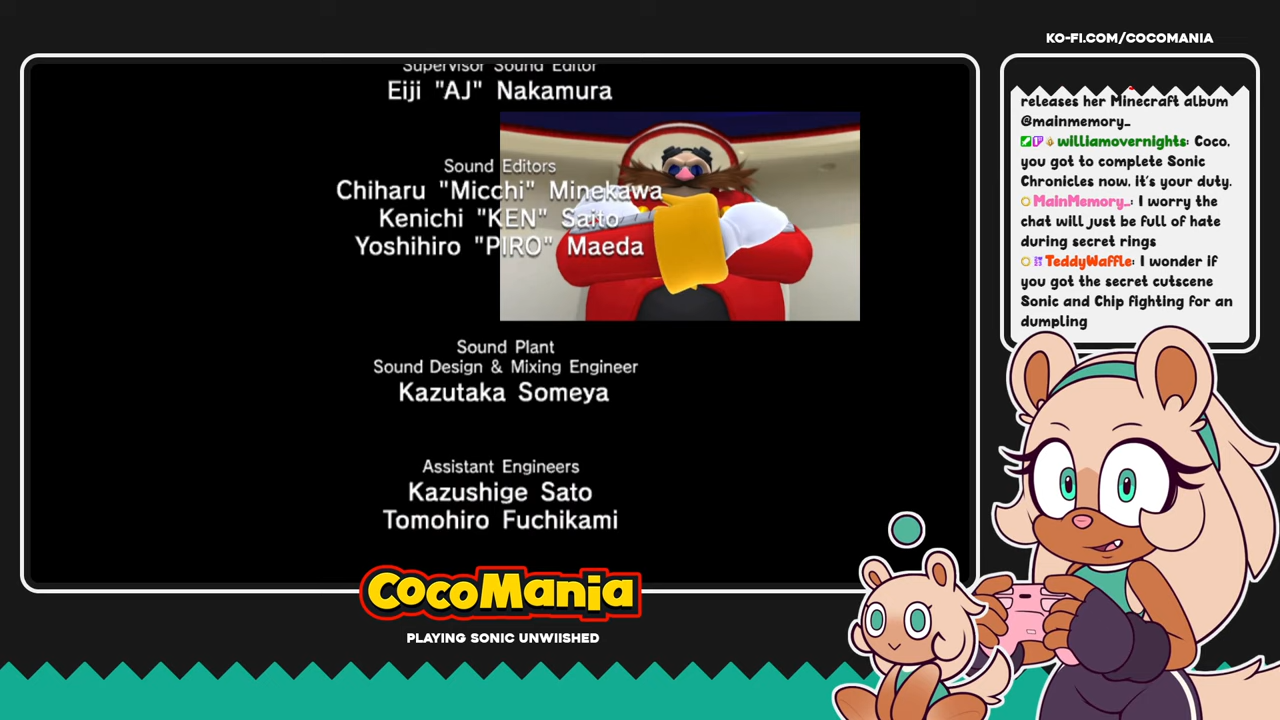 KO-FI.COM/COCOMANIA
Supervisor Sound Editor
Eiji "AJ" Nakamura
Sound Editors
Chiharu "Micchi" Minekawa
Kenichi "KEN" Saito
Yoshihiro "PIRO" Maeda
Sound Plant
Sound Design & Mixing Engineer
Kazutaka Someya
Assistant Engineers
Kazushige Sato
Tomohiro Fuchikami
releases her Minecraft album
@mainmemory_
williamovernights: Coco,
you got to complete Sonic
Chronicles now, it's your duty.
MainMemory_: I worry the
chat will just be full of hate
during secret rings
TeddyWaffle: I wonder if
you got the secret cutscene
Sonic and Chip fighting for an
dumpling
CocoMania
PLAYING SONIC UNWIISHED